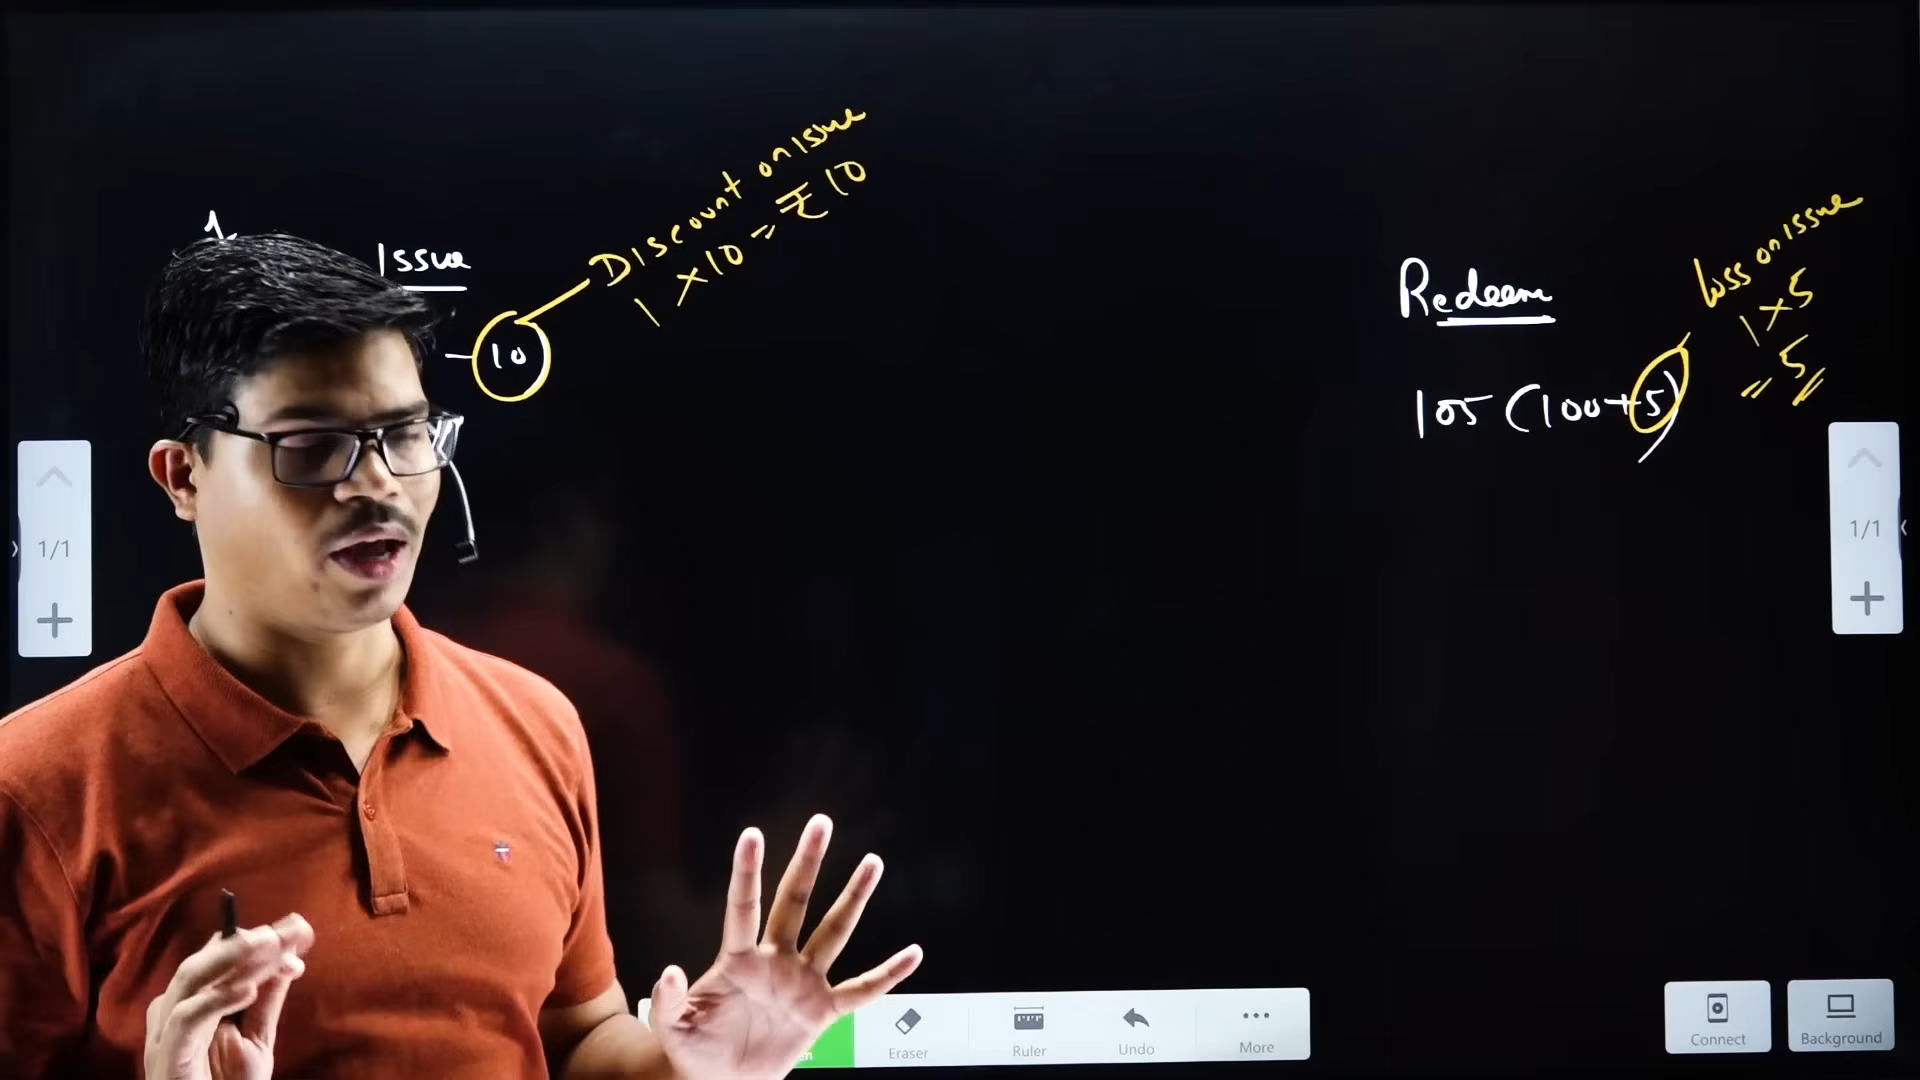 1
Issue
-10
Discount on Issue
1 × 10 = ₹ 10
Redeem
105 (100+5)
loss on Issue
1 × 5
= 5
1/1
1/1
Eraser
Ruler
Undo
More
Connect
Background